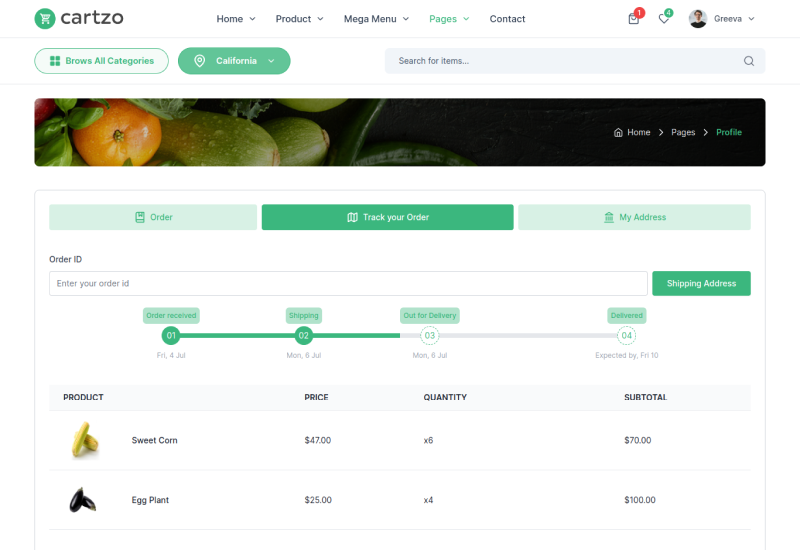 cartzo
Home Product Mega Menu Pages Contact
1 4 Greeva
Brows All Categories California Search for items...
Home Pages Profile
Order Track your Order My Address
Order ID
Enter your order id Shipping Address
Order received Shipping Out for Delivery Delivered
01 02 03 04
Fri, 4 Jul Mon, 6 Jul Mon, 6 Jul Expected by, Fri 10
PRODUCT PRICE QUANTITY SUBTOTAL
Sweet Corn $47.00 x6 $70.00
Egg Plant $25.00 x4 $100.00